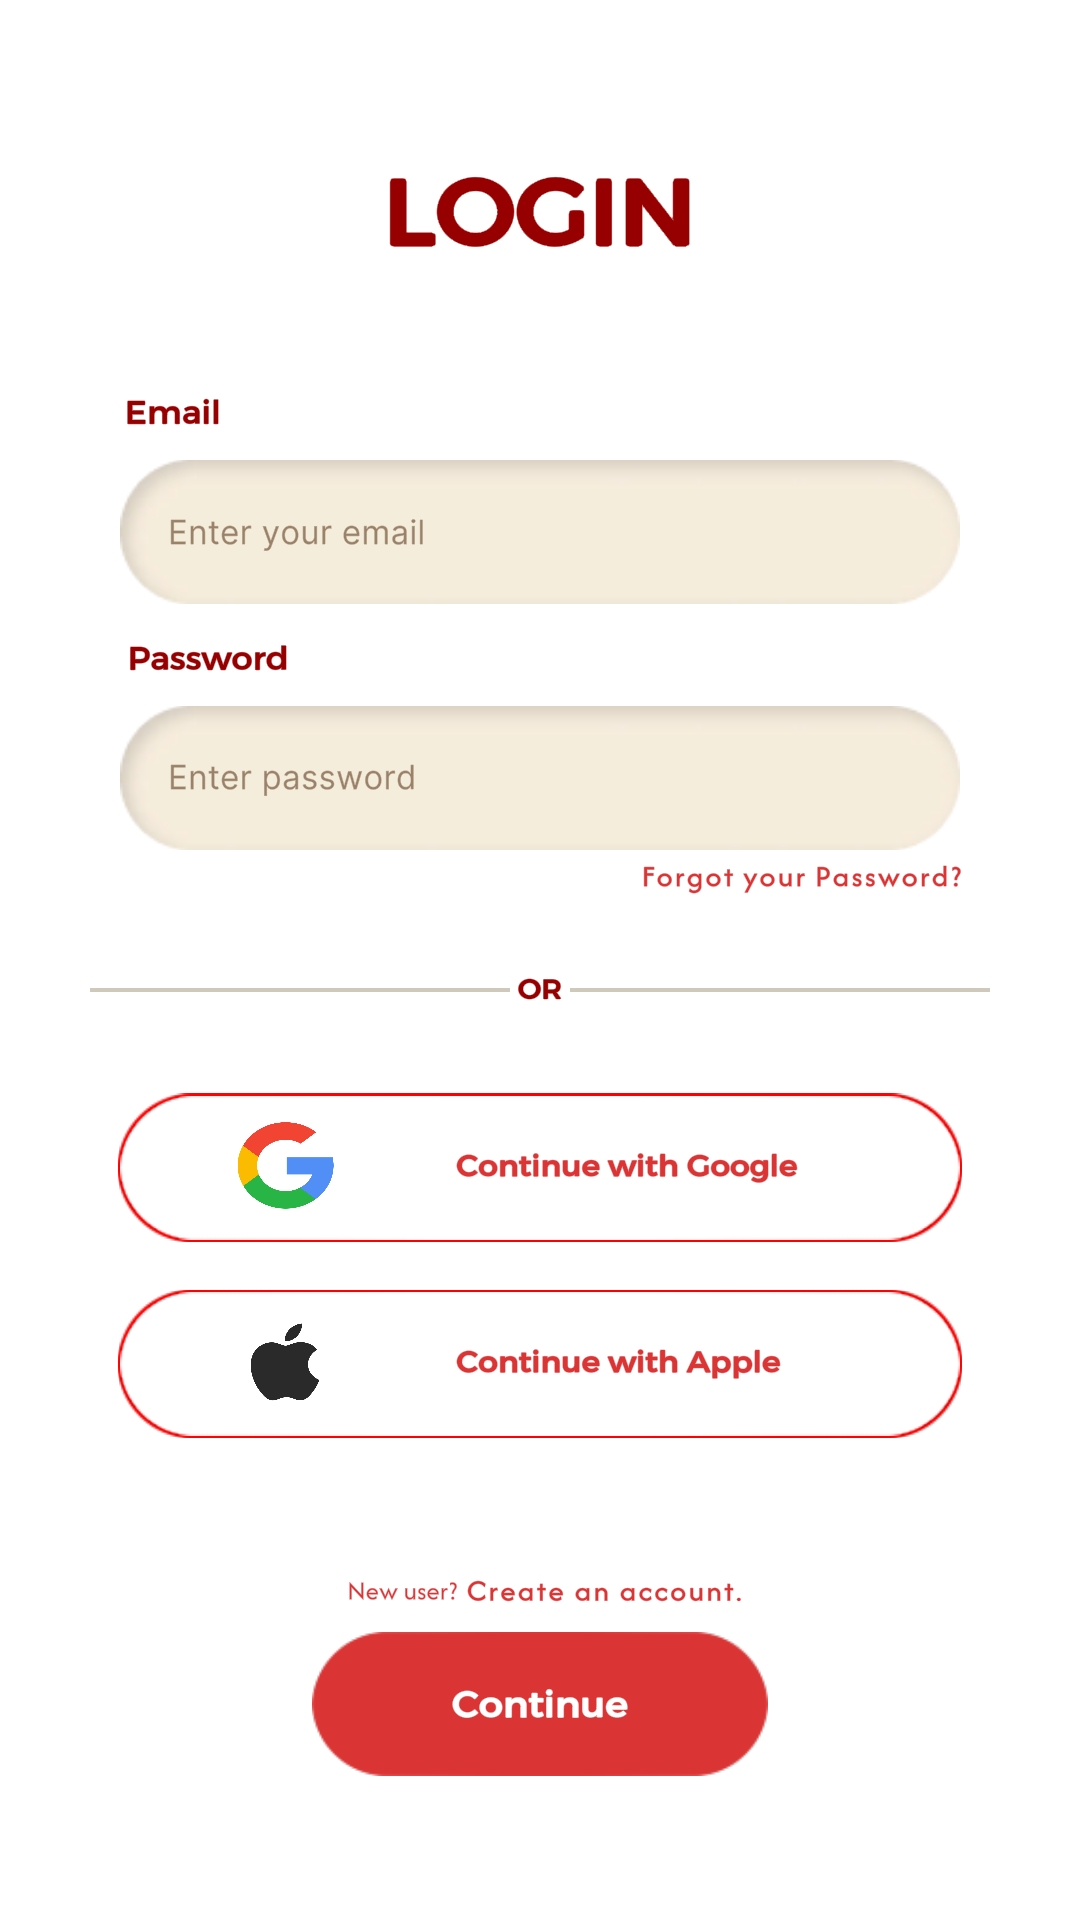 LOGIN
Email
Enter your email
Password
Enter password
Forgot your Password?
OR
Continue with Google
Continue with Apple
New user? Create an account.
Continue